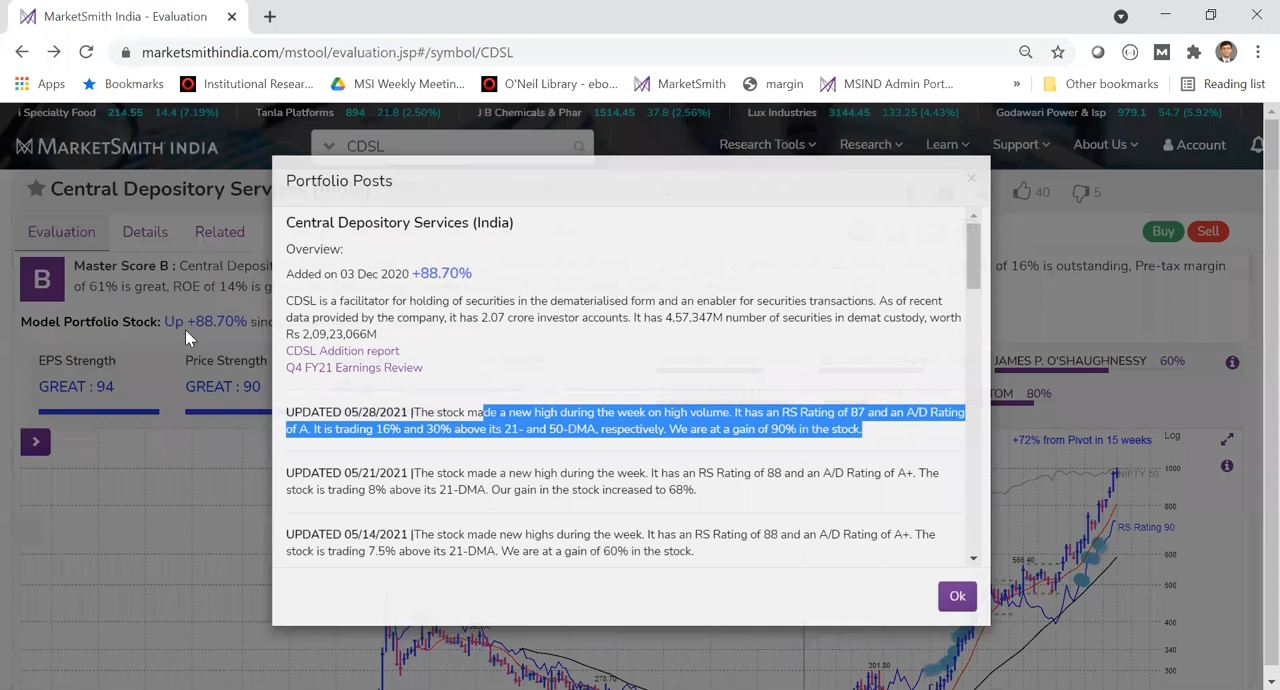 MarketSmith India - Evaluation
marketsmithindia.com/mstool/evaluation.jsp#/symbol/CDSL
Apps Bookmarks Institutional Resear... MSI Weekly Meetin... O'Neil Library - ebo... MarketSmith margin MSIND Admin Port... » Other bookmarks Reading list
i Specialty Food 214.55 14.4 (7.19%) Tanla Platforms 894 21.8 (2.50%) J B Chemicals & Phar 1514.45 37.8 (2.56%) Lux Industries 3144.45 133.25 (4.43%) Godawari Power & Isp 979.1 54.7 (5.92%)
MARKETSMITH INDIA CDSL Research Tools Research Learn Support About Us Account
Portfolio Posts
Central Depository Serv 40 5
Central Depository Services (India)
Evaluation Details Related Buy Sell
Overview:
B Master Score B : Central Deposit of 16% is outstanding, Pre-tax margin
Added on 03 Dec 2020 +88.70%
of 61% is great, ROE of 14% is g
CDSL is a facilitator for holding of securities in the dematerialised form and an enabler for securities transactions. As of recent
data provided by the company, it has 2.07 crore investor accounts. It has 4,57,347M number of securities in demat custody, worth
Rs 2,09,23,066M
Model Portfolio Stock: Up +88.70% sinc
CDSL Addition report
Q4 FY21 Earnings Review
EPS Strength Price Strength JAMES P. O'SHAUGHNESSY 60%
GREAT : 94 GREAT : 90
TOM 80%
UPDATED 05/28/2021 |The stock made a new high during the week on high volume. It has an RS Rating of 87 and an A/D Rating
of A. It is trading 16% and 30% above its 21- and 50-DMA, respectively. We are at a gain of 90% in the stock.
UPDATED 05/21/2021 |The stock made a new high during the week. It has an RS Rating of 88 and an A/D Rating of A+. The
stock is trading 8% above its 21-DMA. Our gain in the stock increased to 68%.
UPDATED 05/14/2021 |The stock made new highs during the week. It has an RS Rating of 88 and an A/D Rating of A+. The
stock is trading 7.5% above its 21-DMA. We are at a gain of 60% in the stock.
Ok
+72% from Pivot in 15 weeks Log
1000
NIFTY 50
800
RS Rating 90
600
568.40
500
400
340
300
301.80
278.70